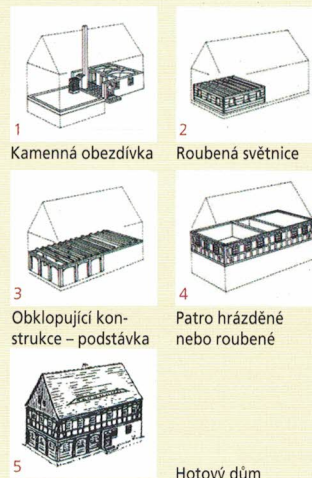 1
2
Kamenná obezdívka
Roubená světnice
3
4
Obklopující kon-
strukce – podstávka
Patro hrázděné
nebo roubené
5
Hotový dům